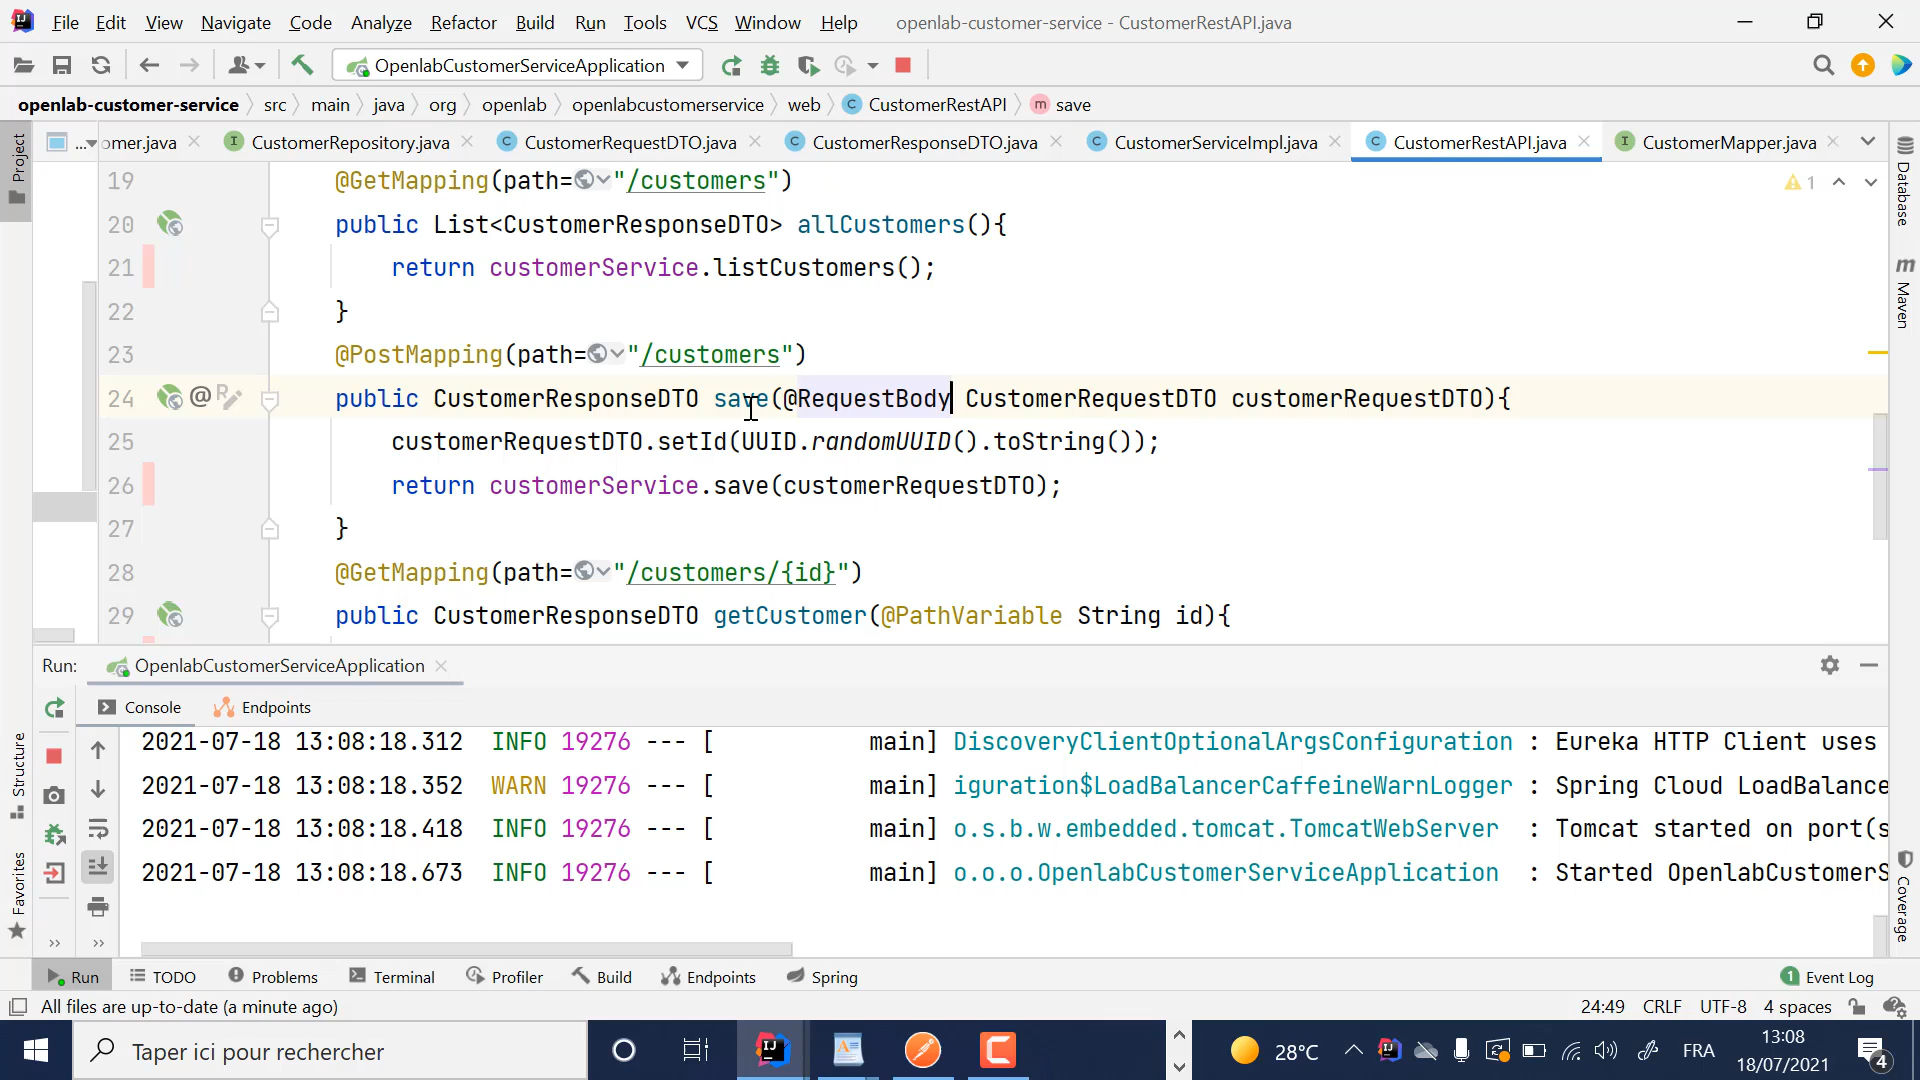 File Edit View Navigate Code Analyze Refactor Build Run Tools VCS Window Help openlab-customer-service - CustomerRestAPI.java
OpenlabCustomerServiceApplication
openlab-customer-service src main java org openlab openlabcustomerservice web CustomerRestAPI save
...
omer.java CustomerRepository.java CustomerRequestDTO.java CustomerResponseDTO.java CustomerServiceImpl.java CustomerRestAPI.java CustomerMapper.java
Project
Structure
Favorites
Database
Maven
Coverage
1
19 @GetMapping(path="/customers")
20 public List<CustomerResponseDTO> allCustomers(){
21 return customerService.listCustomers();
22 }
23 @PostMapping(path="/customers")
24 public CustomerResponseDTO save(@RequestBody CustomerRequestDTO customerRequestDTO){
25 customerRequestDTO.setId(UUID.randomUUID().toString());
26 return customerService.save(customerRequestDTO);
27 }
28 @GetMapping(path="/customers/{id}")
29 public CustomerResponseDTO getCustomer(@PathVariable String id){
Run: OpenlabCustomerServiceApplication
Console Endpoints
2021-07-18 13:08:18.312 INFO 19276 --- [ main] DiscoveryClientOptionalArgsConfiguration : Eureka HTTP Client uses
2021-07-18 13:08:18.352 WARN 19276 --- [ main] iguration$LoadBalancerCaffeineWarnLogger : Spring Cloud LoadBalance
2021-07-18 13:08:18.418 INFO 19276 --- [ main] o.s.b.w.embedded.tomcat.TomcatWebServer : Tomcat started on port(s
2021-07-18 13:08:18.673 INFO 19276 --- [ main] o.o.o.OpenlabCustomerServiceApplication : Started OpenlabCustomerS
Run TODO Problems Terminal Profiler Build Endpoints Spring 1 Event Log
All files are up-to-date (a minute ago) 24:49 CRLF UTF-8 4 spaces
Taper ici pour rechercher 28°C FRA 13:08
18/07/2021
4